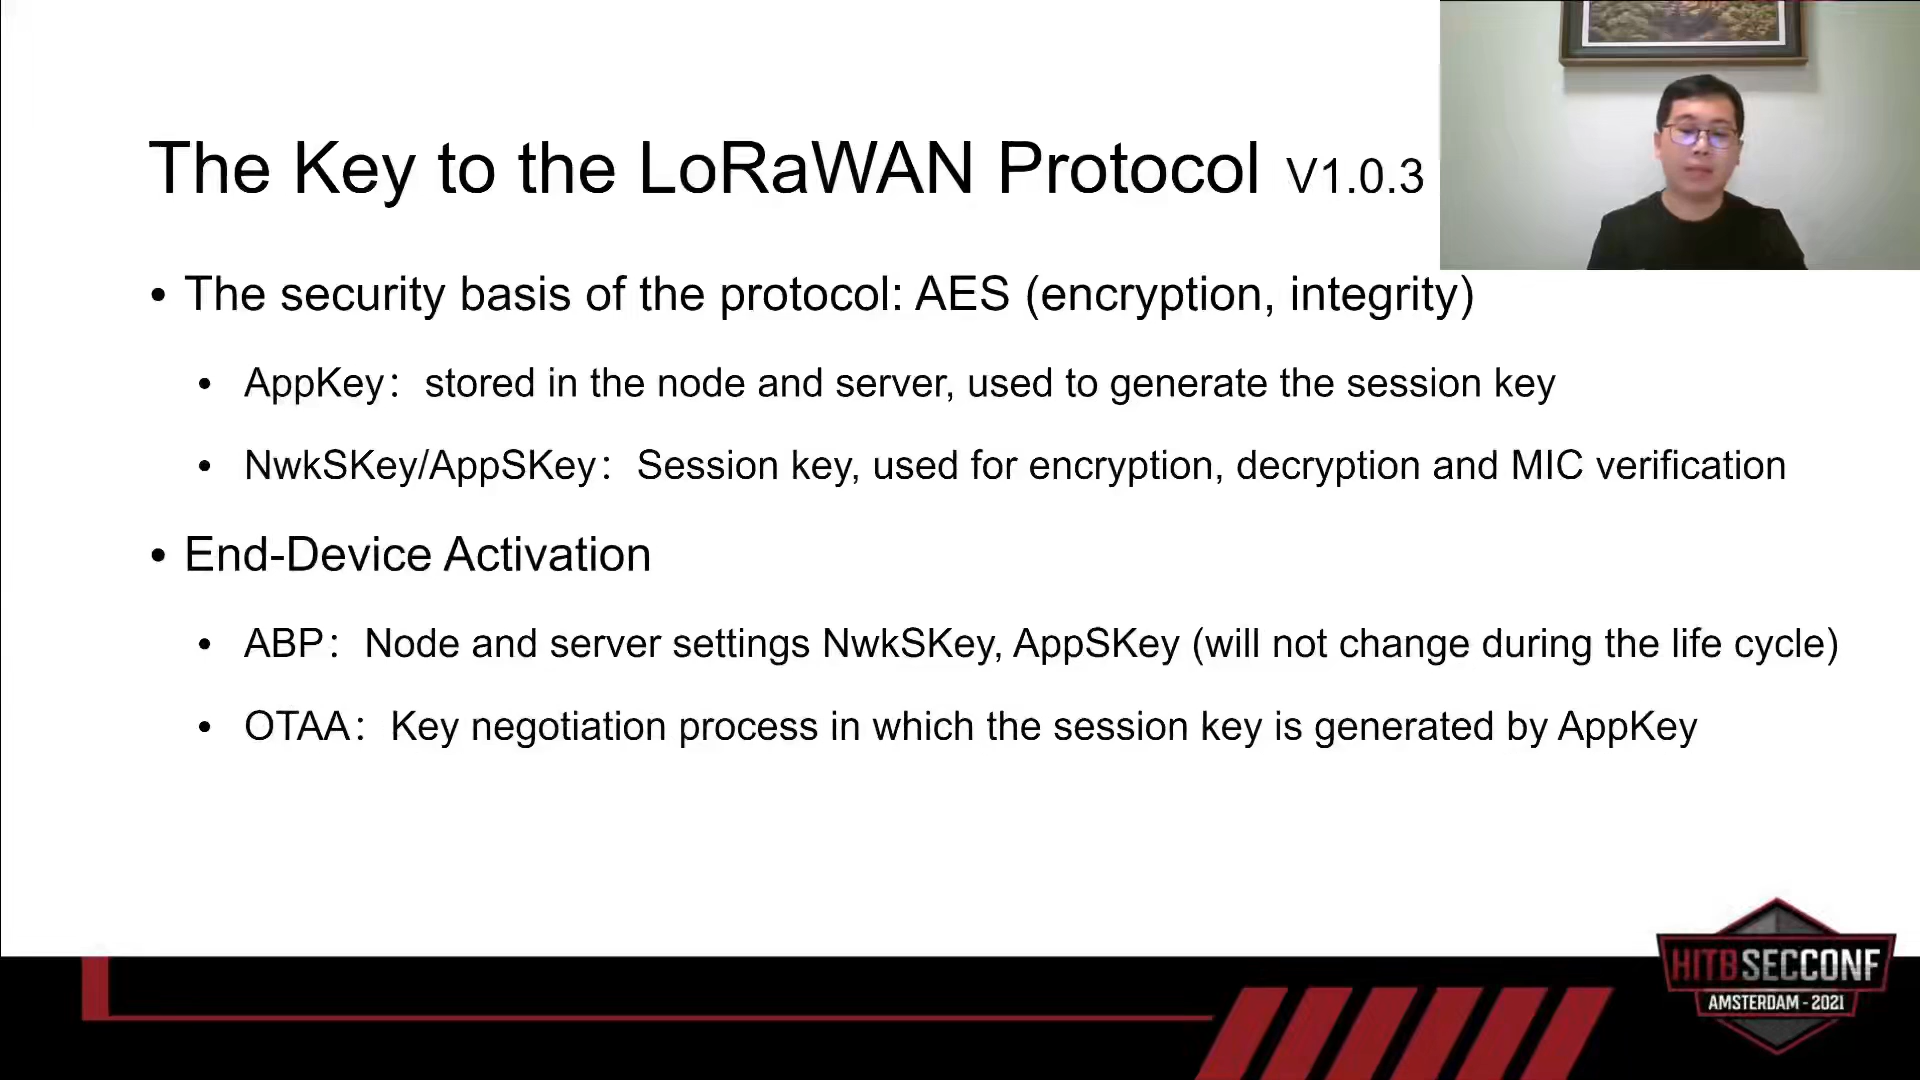 The Key to the LoRaWAN Protocol V1.0.3
• The security basis of the protocol: AES (encryption, integrity)
• AppKey：stored in the node and server, used to generate the session key
• NwkSKey/AppSKey：Session key, used for encryption, decryption and MIC verification
• End-Device Activation
• ABP：Node and server settings NwkSKey, AppSKey (will not change during the life cycle)
• OTAA：Key negotiation process in which the session key is generated by AppKey
HITBSECCONF
AMSTERDAM - 2021